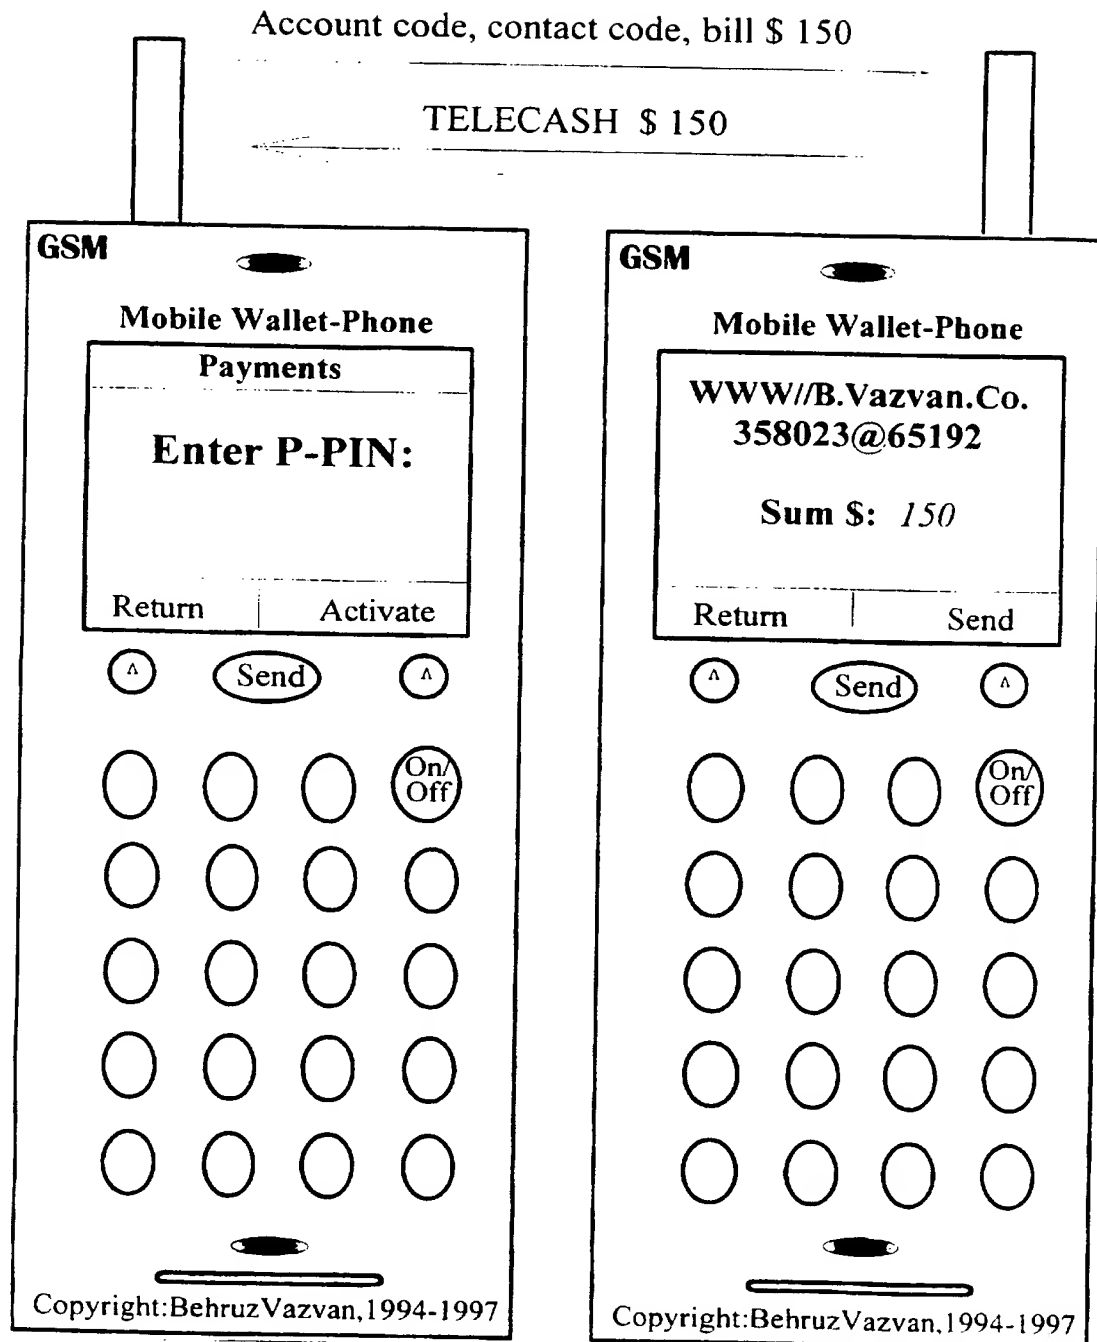 Account code, contact code, bill $ 150
TELECASH $ 150
GSM
Mobile Wallet-Phone
Payments
Enter P-PIN:
Return Activate
^ Send ^
On/
Off
Copyright:BehruzVazvan,1994-1997
GSM
Mobile Wallet-Phone
WWW//B.Vazvan.Co.
358023@65192
Sum $: 150
Return Send
^ Send ^
On/
Off
Copyright:BehruzVazvan,1994-1997